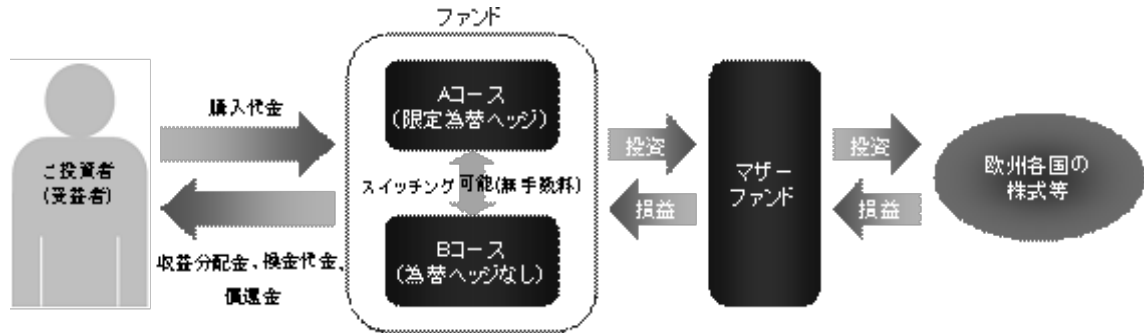 ファンド
ご投資者
(受益者)
購入代金
収益分配金、換金代金、
償還金
Aコース
(限定為替ヘッジ)
スイッチング可能(無手数料)
Bコース
(為替ヘッジなし)
投資
損益
マザー
ファンド
投資
損益
欧州各国の
株式等